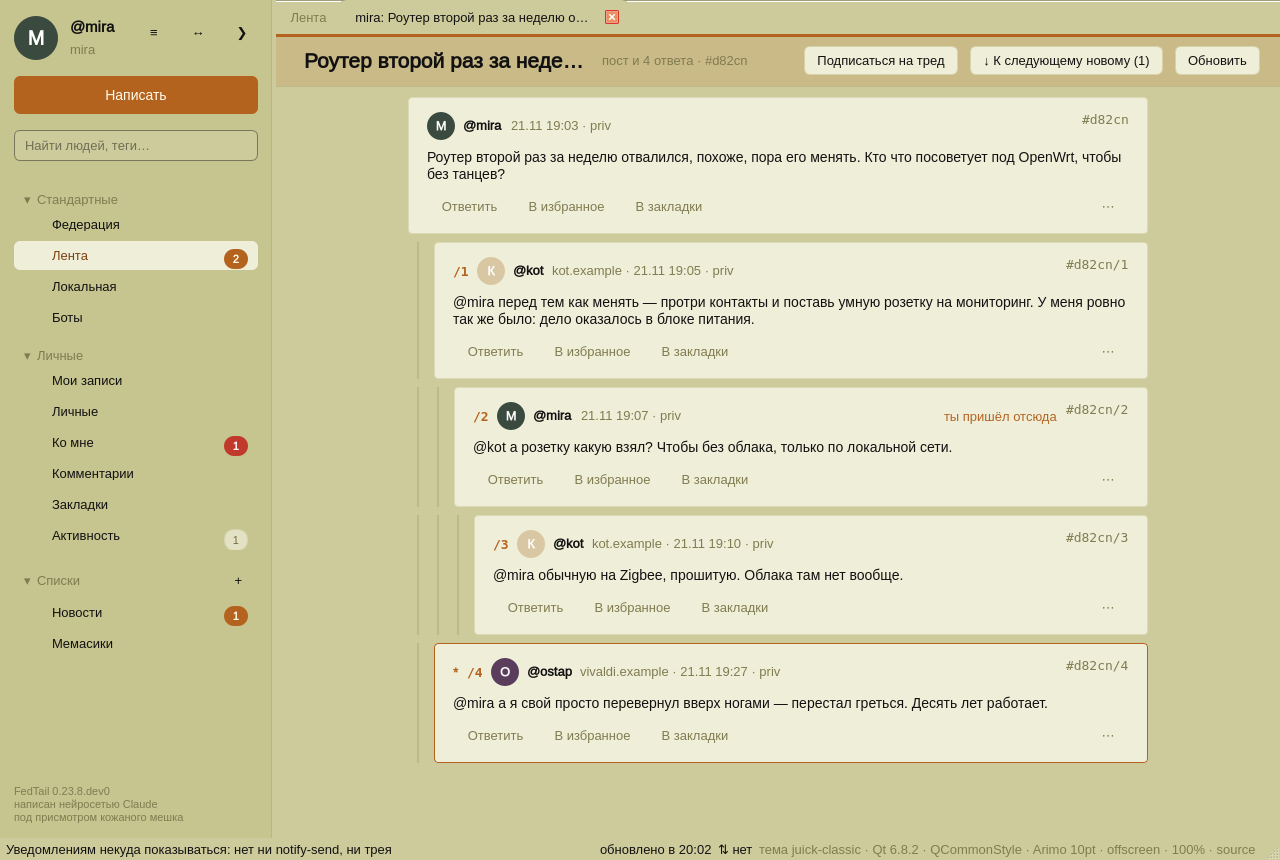 M
@mira
mira
≡
↔
❯
Написать
Найти людей, теги…
▾ Стандартные
Федерация
Лента 2
Локальная
Боты
▾ Личные
Мои записи
Личные
Ко мне 1
Комментарии
Закладки
Активность 1
▾ Списки +
Новости 1
Мемасики
FedTail 0.23.8.dev0
написан нейросетью Claude
под присмотром кожаного мешка
Лента mira: Роутер второй раз за неделю о…
Роутер второй раз за неде… пост и 4 ответа · #d82cn Подписаться на тред ↓ К следующему новому (1) Обновить
M @mira 21.11 19:03 · priv #d82cn
Роутер второй раз за неделю отвалился, похоже, пора его менять. Кто что посоветует под OpenWrt, чтобы
без танцев?
Ответить В избранное В закладки ⋯
/1 K @kot kot.example · 21.11 19:05 · priv #d82cn/1
@mira перед тем как менять — протри контакты и поставь умную розетку на мониторинг. У меня ровно
так же было: дело оказалось в блоке питания.
Ответить В избранное В закладки ⋯
/2 M @mira 21.11 19:07 · priv ты пришёл отсюда #d82cn/2
@kot а розетку какую взял? Чтобы без облака, только по локальной сети.
Ответить В избранное В закладки ⋯
/3 K @kot kot.example · 21.11 19:10 · priv #d82cn/3
@mira обычную на Zigbee, прошитую. Облака там нет вообще.
Ответить В избранное В закладки ⋯
* /4 O @ostap vivaldi.example · 21.11 19:27 · priv #d82cn/4
@mira а я свой просто перевернул вверх ногами — перестал греться. Десять лет работает.
Ответить В избранное В закладки ⋯
Уведомлениям некуда показываться: нет ни notify-send, ни трея обновлено в 20:02 ⇅ нет тема juick-classic · Qt 6.8.2 · QCommonStyle · Arimo 10pt · offscreen · 100% · source